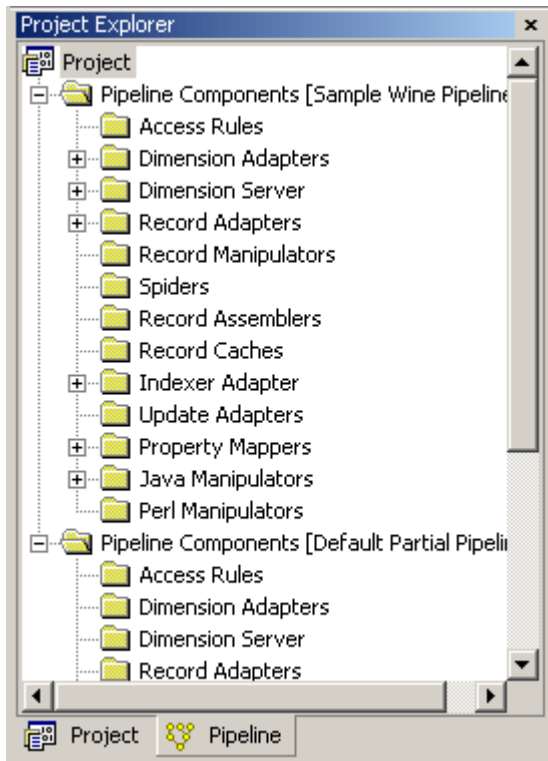 Project Explorer
Project
Pipeline Components [Sample Wine Pipeline
Access Rules
Dimension Adapters
Dimension Server
Record Adapters
Record Manipulators
Spiders
Record Assemblers
Record Caches
Indexer Adapter
Update Adapters
Property Mappers
Java Manipulators
Perl Manipulators
Pipeline Components [Default Partial Pipelin
Access Rules
Dimension Adapters
Dimension Server
Record Adapters
Project Pipeline